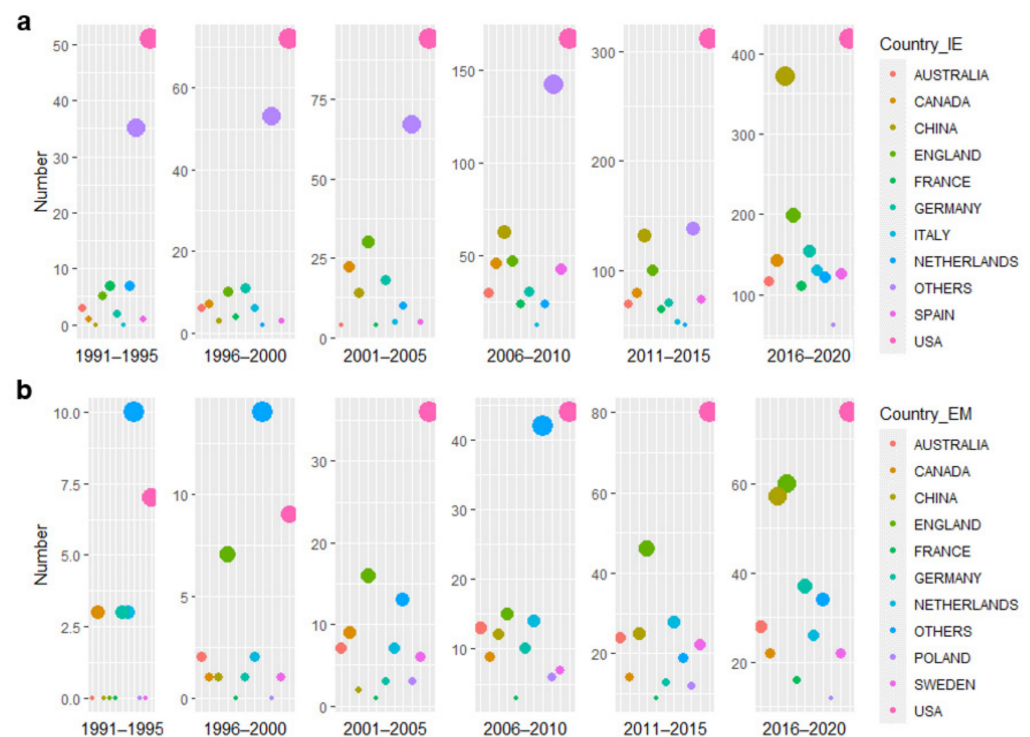 a
Number
50
40
30
20
10
0
1991–1995
60
40
20
0
1996–2000
75
50
25
0
2001–2005
150
100
50
2006–2010
300
200
100
2011–2015
400
300
200
100
2016–2020
Country_IE
AUSTRALIA
CANADA
CHINA
ENGLAND
FRANCE
GERMANY
ITALY
NETHERLANDS
OTHERS
SPAIN
USA
b
Number
10.0
7.5
5.0
2.5
0.0
1991–1995
10
5
0
1996–2000
30
20
10
0
2001–2005
40
30
20
10
2006–2010
80
60
40
20
2011–2015
60
40
20
2016–2020
Country_EM
AUSTRALIA
CANADA
CHINA
ENGLAND
FRANCE
GERMANY
NETHERLANDS
OTHERS
POLAND
SWEDEN
USA